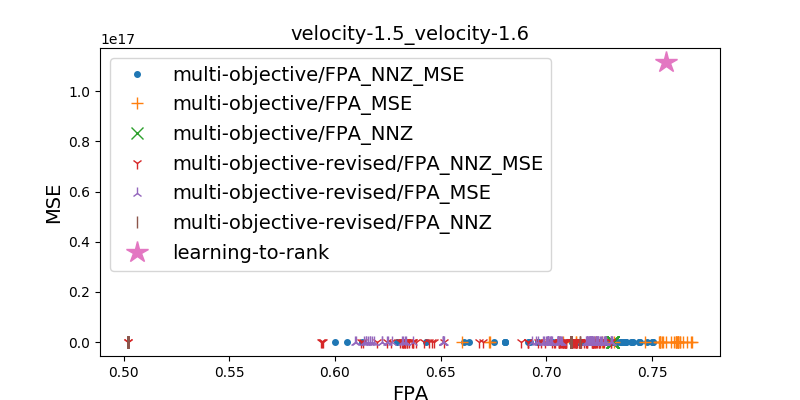 velocity-1.5_velocity-1.6
1e17
multi-objective/FPA_NNZ_MSE
multi-objective/FPA_MSE
multi-objective/FPA_NNZ
multi-objective-revised/FPA_NNZ_MSE
multi-objective-revised/FPA_MSE
multi-objective-revised/FPA_NNZ
learning-to-rank
MSE
1.0
0.8
0.6
0.4
0.2
0.0
0.50 0.55 0.60 0.65 0.70 0.75
FPA